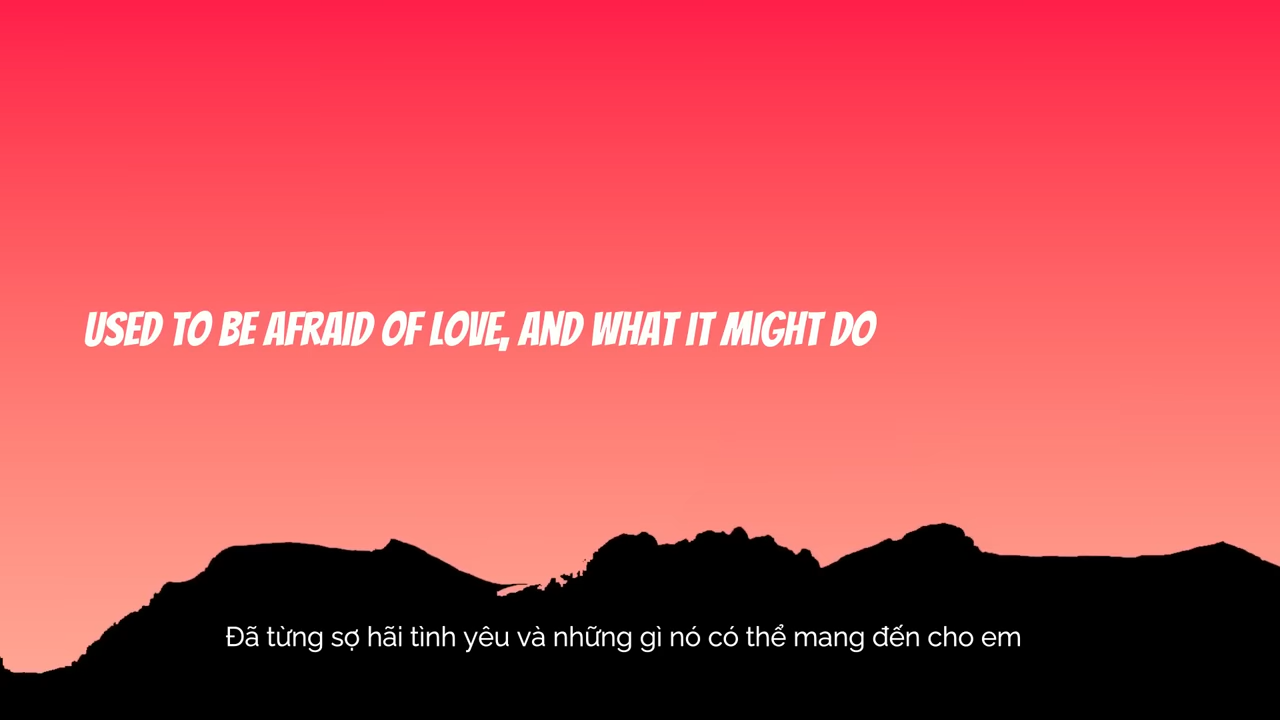 USED TO BE AFRAID OF LOVE, AND WHAT IT MIGHT DO
Đã từng sợ hãi tình yêu và những gì nó có thể mang đến cho em